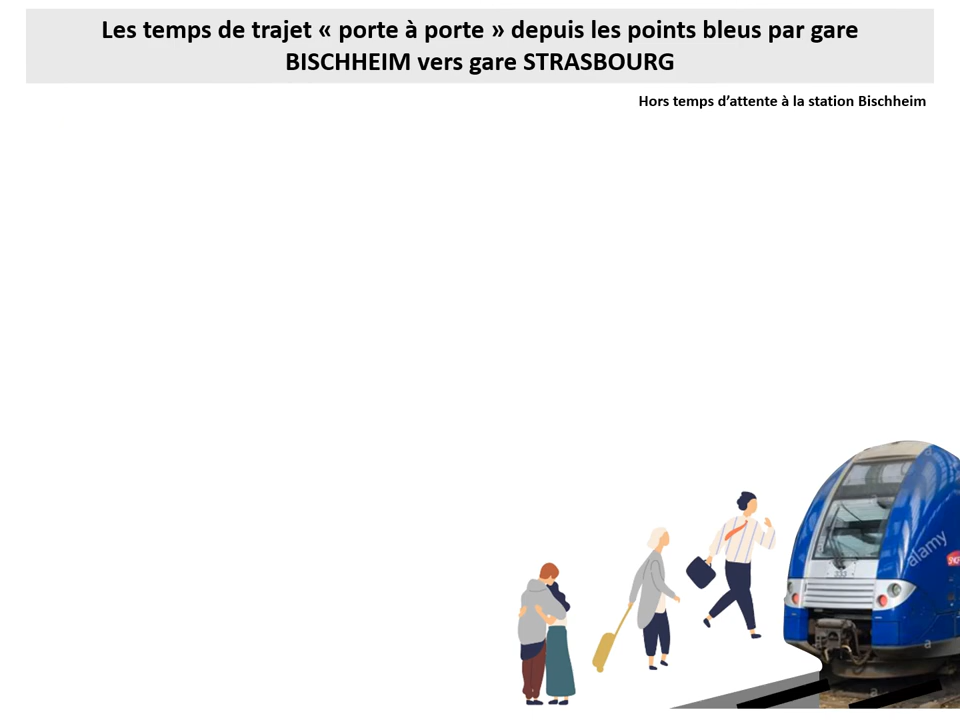 Les temps de trajet « porte à porte » depuis les points bleus par gare
BISCHHEIM vers gare STRASBOURG
Hors temps d’attente à la station Bischheim
alamy
a
a
a